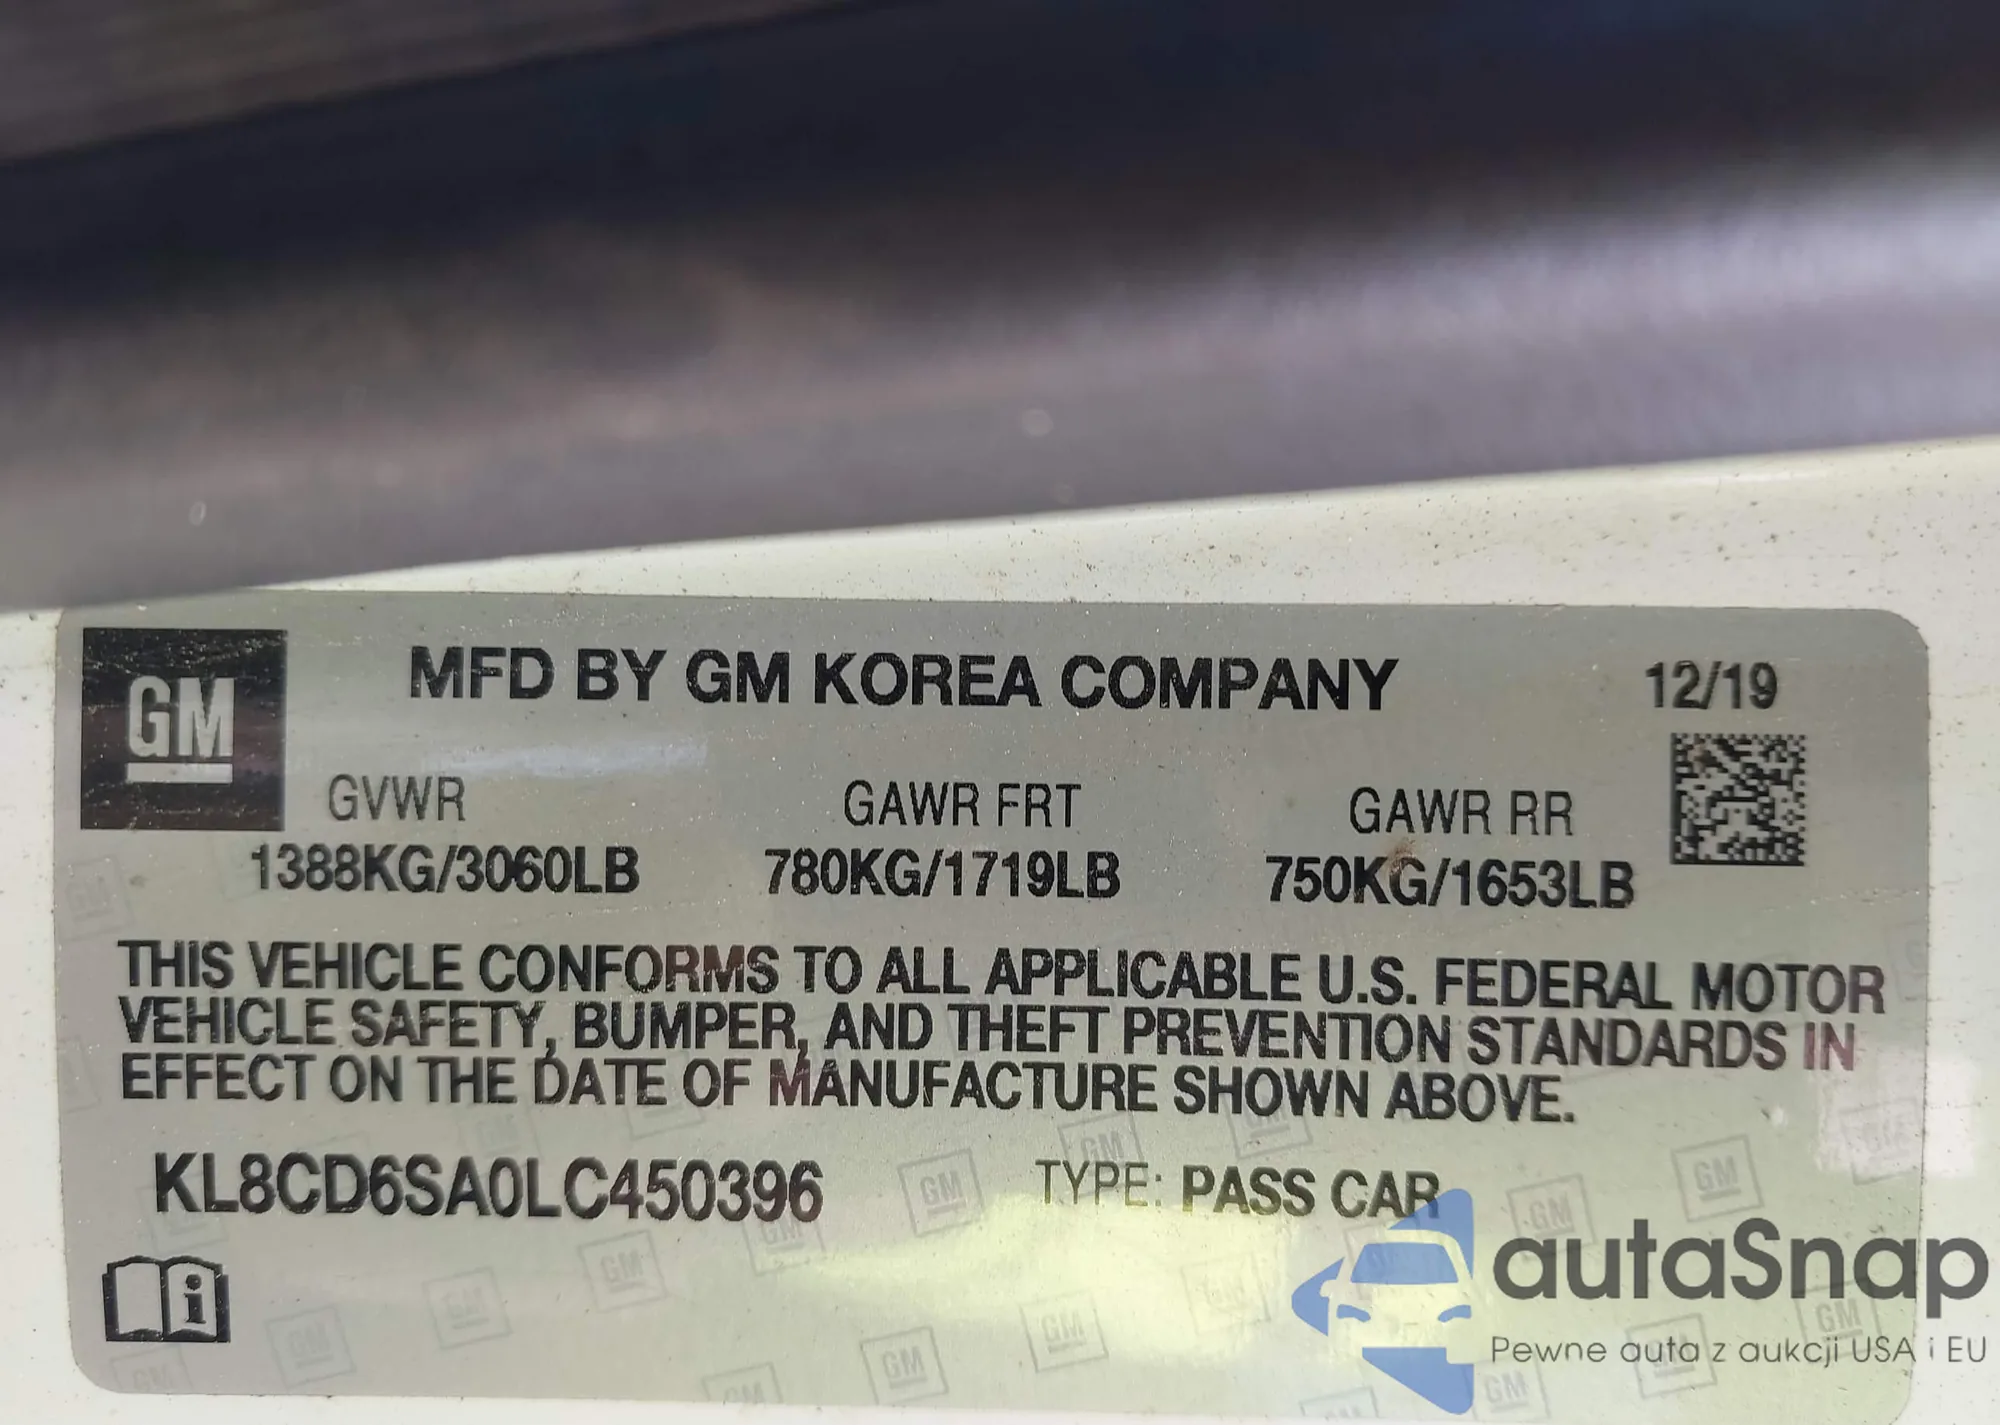 GM
MFD BY GM KOREA COMPANY 12/19
GVWR GAWR FRT GAWR RR
1388KG/3060LB 780KG/1719LB 750KG/1653LB
THIS VEHICLE CONFORMS TO ALL APPLICABLE U.S. FEDERAL MOTOR
VEHICLE SAFETY, BUMPER, AND THEFT PREVENTION STANDARDS IN
EFFECT ON THE DATE OF MANUFACTURE SHOWN ABOVE.
KL8CD6SA0LC450396 TYPE: PASS CAR
i
autaSnap
Pewne auta z aukcji USA i EU